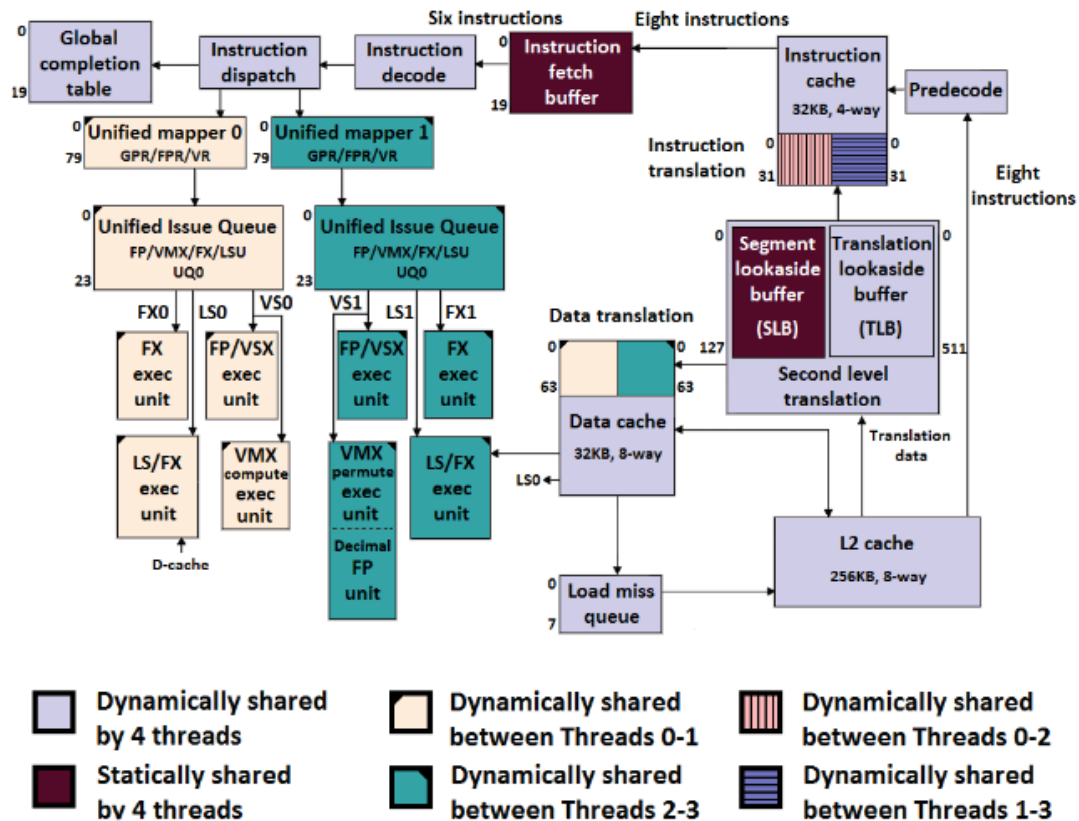 Six instructions
Eight instructions
0
Global
completion
table
19
Instruction
dispatch
Instruction
decode
0
Instruction
fetch
buffer
19
Instruction
cache
32KB, 4-way
Predecode
0
Unified mapper 0
GPR/FPR/VR
79
0
Unified mapper 1
GPR/FPR/VR
79
Instruction
translation
0
31
0
31
Eight
instructions
0
Unified Issue Queue
FP/VMX/FX/LSU
UQ0
23
0
Unified Issue Queue
FP/VMX/FX/LSU
UQ0
23
0
Segment
lookaside
buffer
(SLB)
127
Translation
lookaside
buffer
(TLB)
0
511
Second level
translation
FX0
LS0
VS0
VS1
LS1
FX1
FX
exec
unit
FP/VSX
exec
unit
FP/VSX
exec
unit
FX
exec
unit
Data translation
0
63
0
63
Data cache
32KB, 8-way
LS0
Translation
data
LS/FX
exec
unit
D-cache
VMX
compute
exec
unit
VMX
permute
exec
unit
Decimal
FP
unit
LS/FX
exec
unit
L2 cache
256KB, 8-way
0
Load miss
queue
7
Dynamically shared
by 4 threads
Dynamically shared
between Threads 0-1
Dynamically shared
between Threads 0-2
Statically shared
by 4 threads
Dynamically shared
between Threads 2-3
Dynamically shared
between Threads 1-3